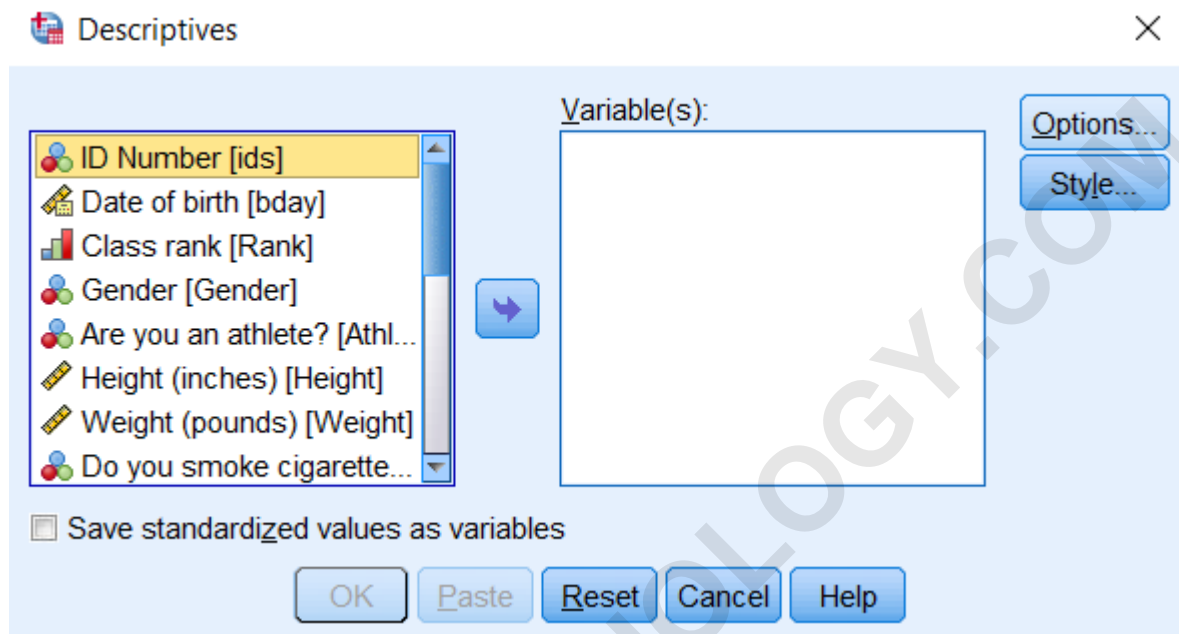 Descriptives
Variable(s):
Options...
Style...
ID Number [ids]
Date of birth [bday]
Class rank [Rank]
Gender [Gender]
Are you an athlete? [Athl...
Height (inches) [Height]
Weight (pounds) [Weight]
Do you smoke cigarette...
Save standardized values as variables
OK
Paste
Reset
Cancel
Help
OLOGY.COM